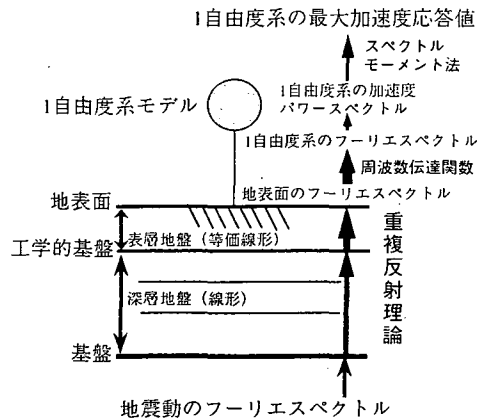 1自由度系の最大加速度応答値
スペクトル
モーメント法
1自由度系の加速度
パワースペクトル
1自由度系モデル
1自由度系のフーリエスペクトル
周波数伝達関数
地表面のフーリエスペクトル
地表面
表層地盤(等価線形)
工学的基盤
重複反射理論
深層地盤(線形)
基盤
地震動のフーリエスペクトル